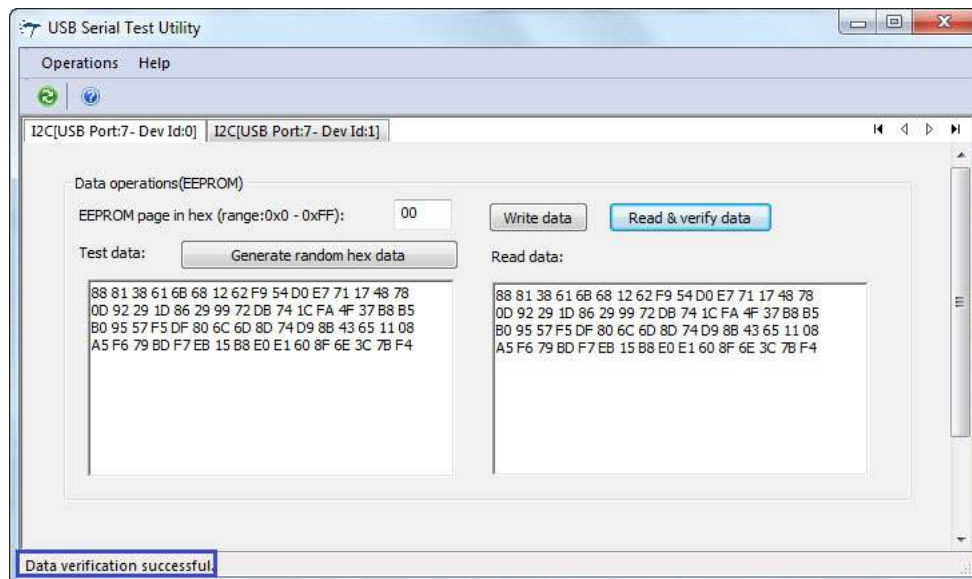 USB Serial Test Utility
Operations Help
I2C[USB Port:7- Dev Id:0] I2C[USB Port:7- Dev Id:1]
Data operations(EEPROM)
EEPROM page in hex (range:0x0 - 0xFF): 00 Write data Read & verify data
Test data: Generate random hex data Read data:
88 81 38 61 6B 68 12 62 F9 54 D0 E7 71 17 48 78
0D 92 29 1D 86 29 99 72 DB 74 1C FA 4F 37 B8 B5
B0 95 57 F5 DF 80 6C 6D 8D 74 D9 8B 43 65 11 08
A5 F6 79 BD F7 EB 15 B8 E0 E1 60 8F 6E 3C 7B F4
88 81 38 61 6B 68 12 62 F9 54 D0 E7 71 17 48 78
0D 92 29 1D 86 29 99 72 DB 74 1C FA 4F 37 B8 B5
B0 95 57 F5 DF 80 6C 6D 8D 74 D9 8B 43 65 11 08
A5 F6 79 BD F7 EB 15 B8 E0 E1 60 8F 6E 3C 7B F4
Data verification successful.